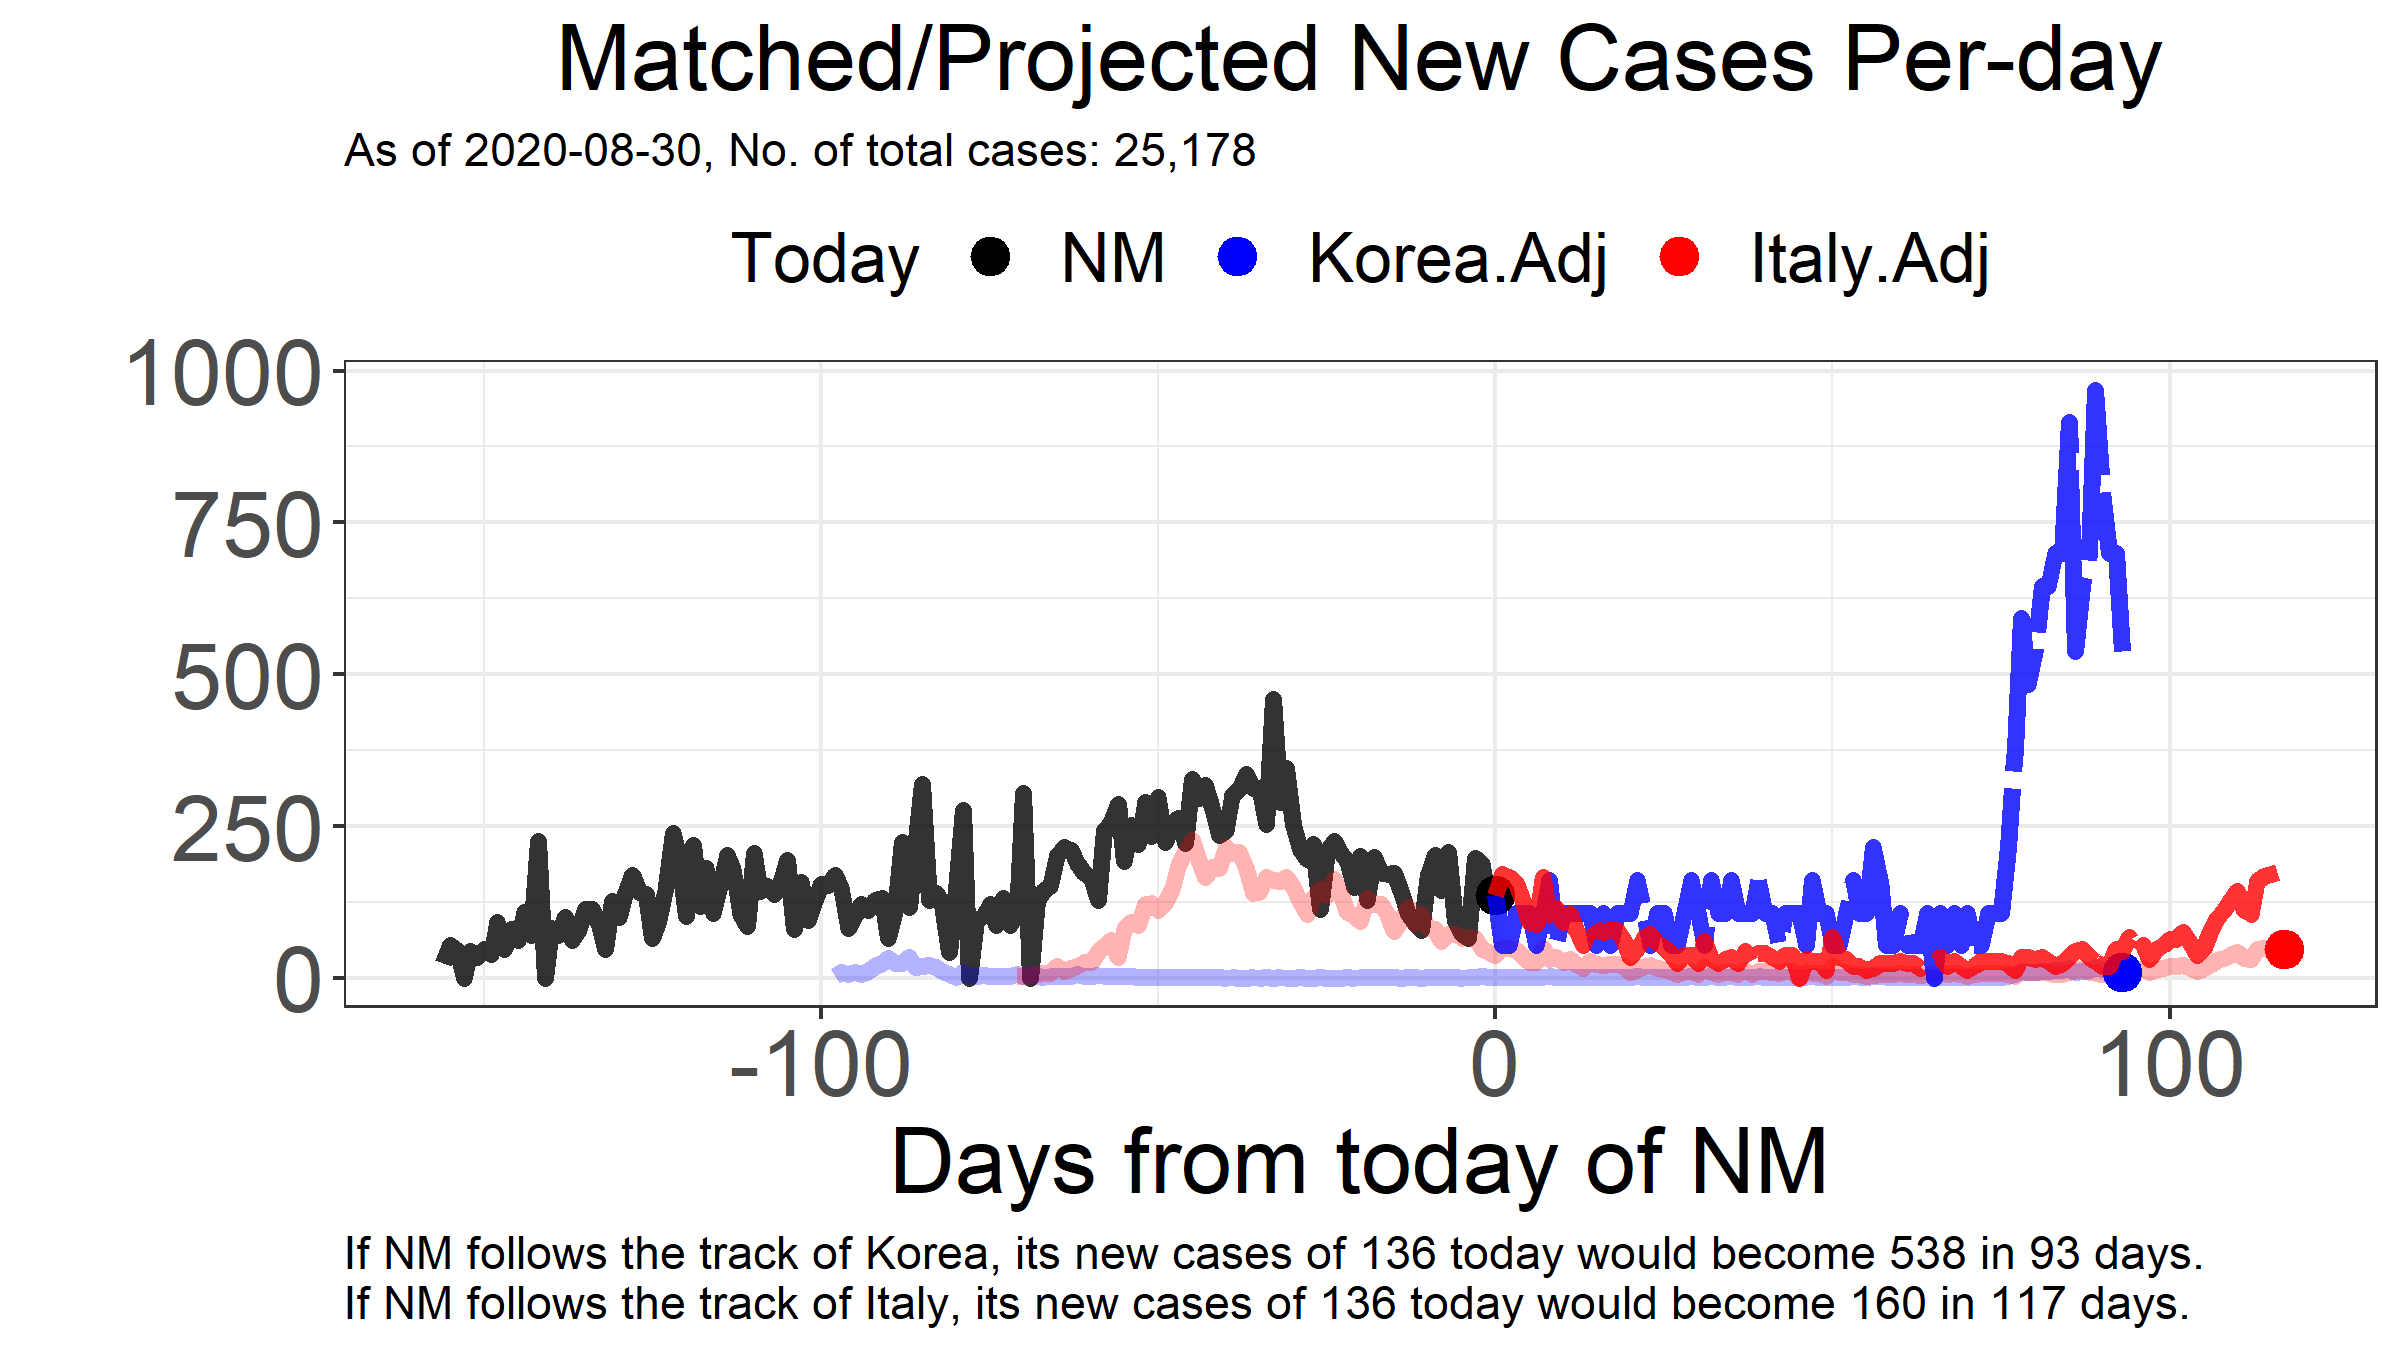 Matched/Projected New Cases Per-day
As of 2020-08-30, No. of total cases: 25,178
Today NM Korea.Adj Italy.Adj
1000
750
500
250
0
-100 0 100
Days from today of NM
If NM follows the track of Korea, its new cases of 136 today would become 538 in 93 days.
If NM follows the track of Italy, its new cases of 136 today would become 160 in 117 days.